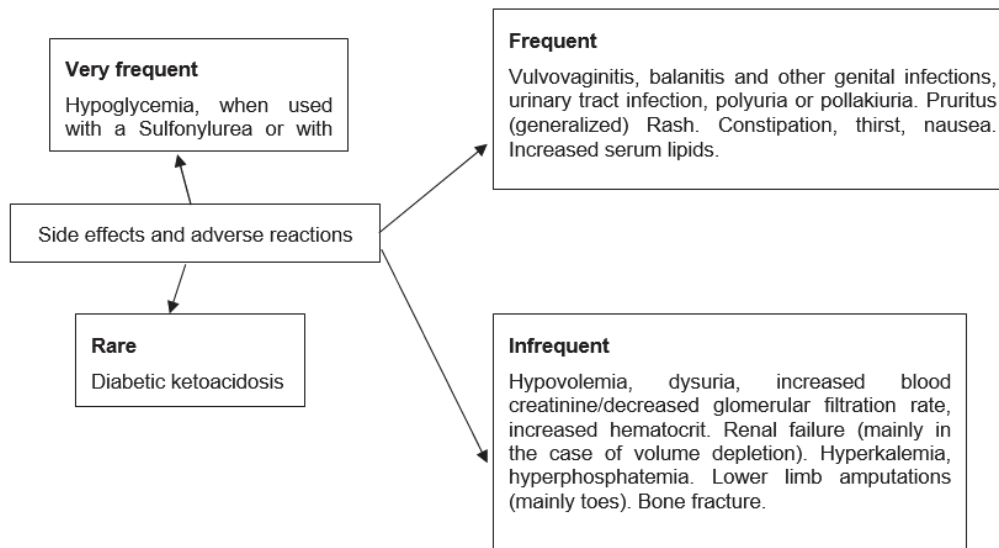 Very frequent
Hypoglycemia, when used
with a Sulfonylurea or with
Frequent
Vulvovaginitis, balanitis and other genital infections,
urinary tract infection, polyuria or pollakiuria. Pruritus
(generalized) Rash. Constipation, thirst, nausea.
Increased serum lipids.
Side effects and adverse reactions
Rare
Diabetic ketoacidosis
Infrequent
Hypovolemia, dysuria, increased blood
creatinine/decreased glomerular filtration rate,
increased hematocrit. Renal failure (mainly in
the case of volume depletion). Hyperkalemia,
hyperphosphatemia. Lower limb amputations
(mainly toes). Bone fracture.